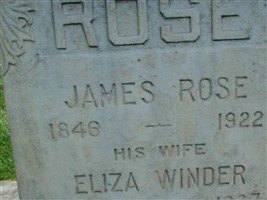 ROSE
JAMES ROSE
1846 — 1922
HIS WIFE
ELIZA WINDER